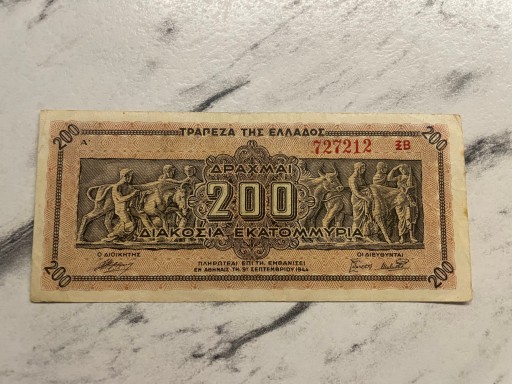 ΤΡΑΠΕΖΑ ΤΗΣ ΕΛΛΑΔΟΣ
200
200
Α
727212 ΞΒ
ΔΡΑΧΜΑΙ
200
ΔΙΑΚΟΣΙΑ ΕΚΑΤΟΜΜΥΡΙΑ
Ο ΔΙΟΙΚΗΤΗΣ
ΟΙ ΔΙΕΥΘΥΝΤΑΙ
ΠΛΗΡΩΤΕΑΙ ΕΠΙ ΤΗ ΕΜΦΑΝΙΣΕΙ
ΕΝ ΑΘΗΝΑΙΣ ΤΗ 9ῃ ΣΕΠΤΕΜΒΡΙΟΥ 1944
200
200